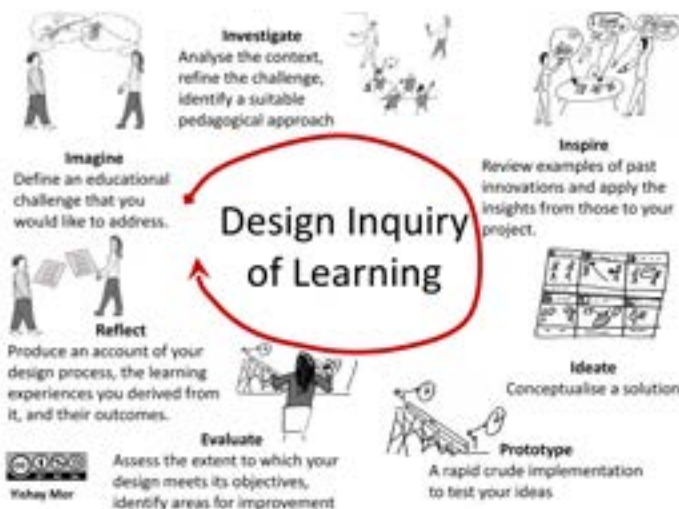 Investigate
Analyse the context,
refine the challenge,
identify a suitable
pedagogical approach
Inspire
Review examples of past
innovations and apply the
insights from those to your
project.
Imagine
Define an educational
challenge that you
would like to address.
Design Inquiry
of Learning
Reflect
Produce an account of your
design process, the learning
experiences you derived from
it, and their outcomes.
Ideate
Conceptualise a solution
Evaluate
Assess the extent to which your
design meets its objectives,
identify areas for improvement
Prototype
A rapid crude implementation
to test your ideas
Yishay Mor